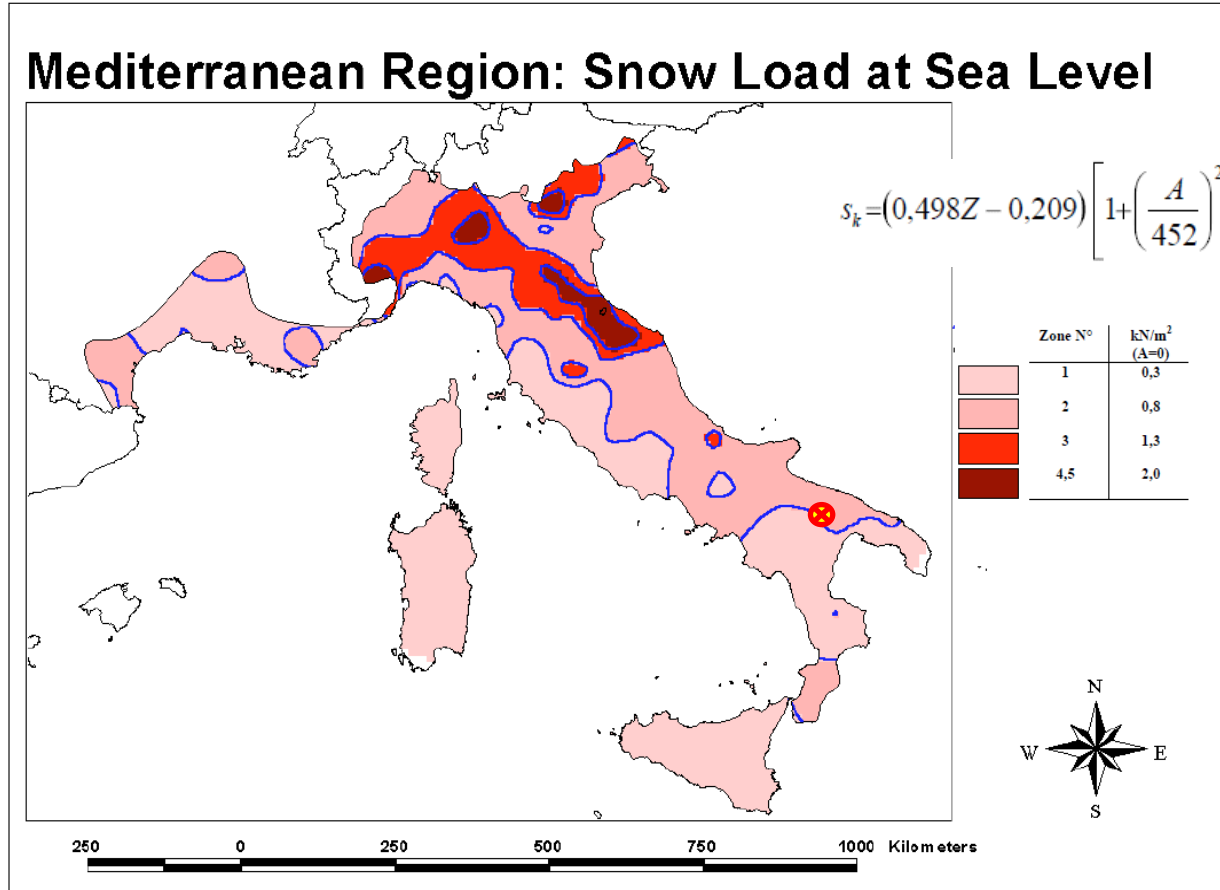 Mediterranean Region: Snow Load at Sea Level
s_k=(0,498Z − 0,209) [1+(A/452)^2
Zone N° kN/m² (A=0)
1 0,3
2 0,8
3 1,3
4,5 2,0
N
W E
S
250 0 250 500 750 1000 Kilometers